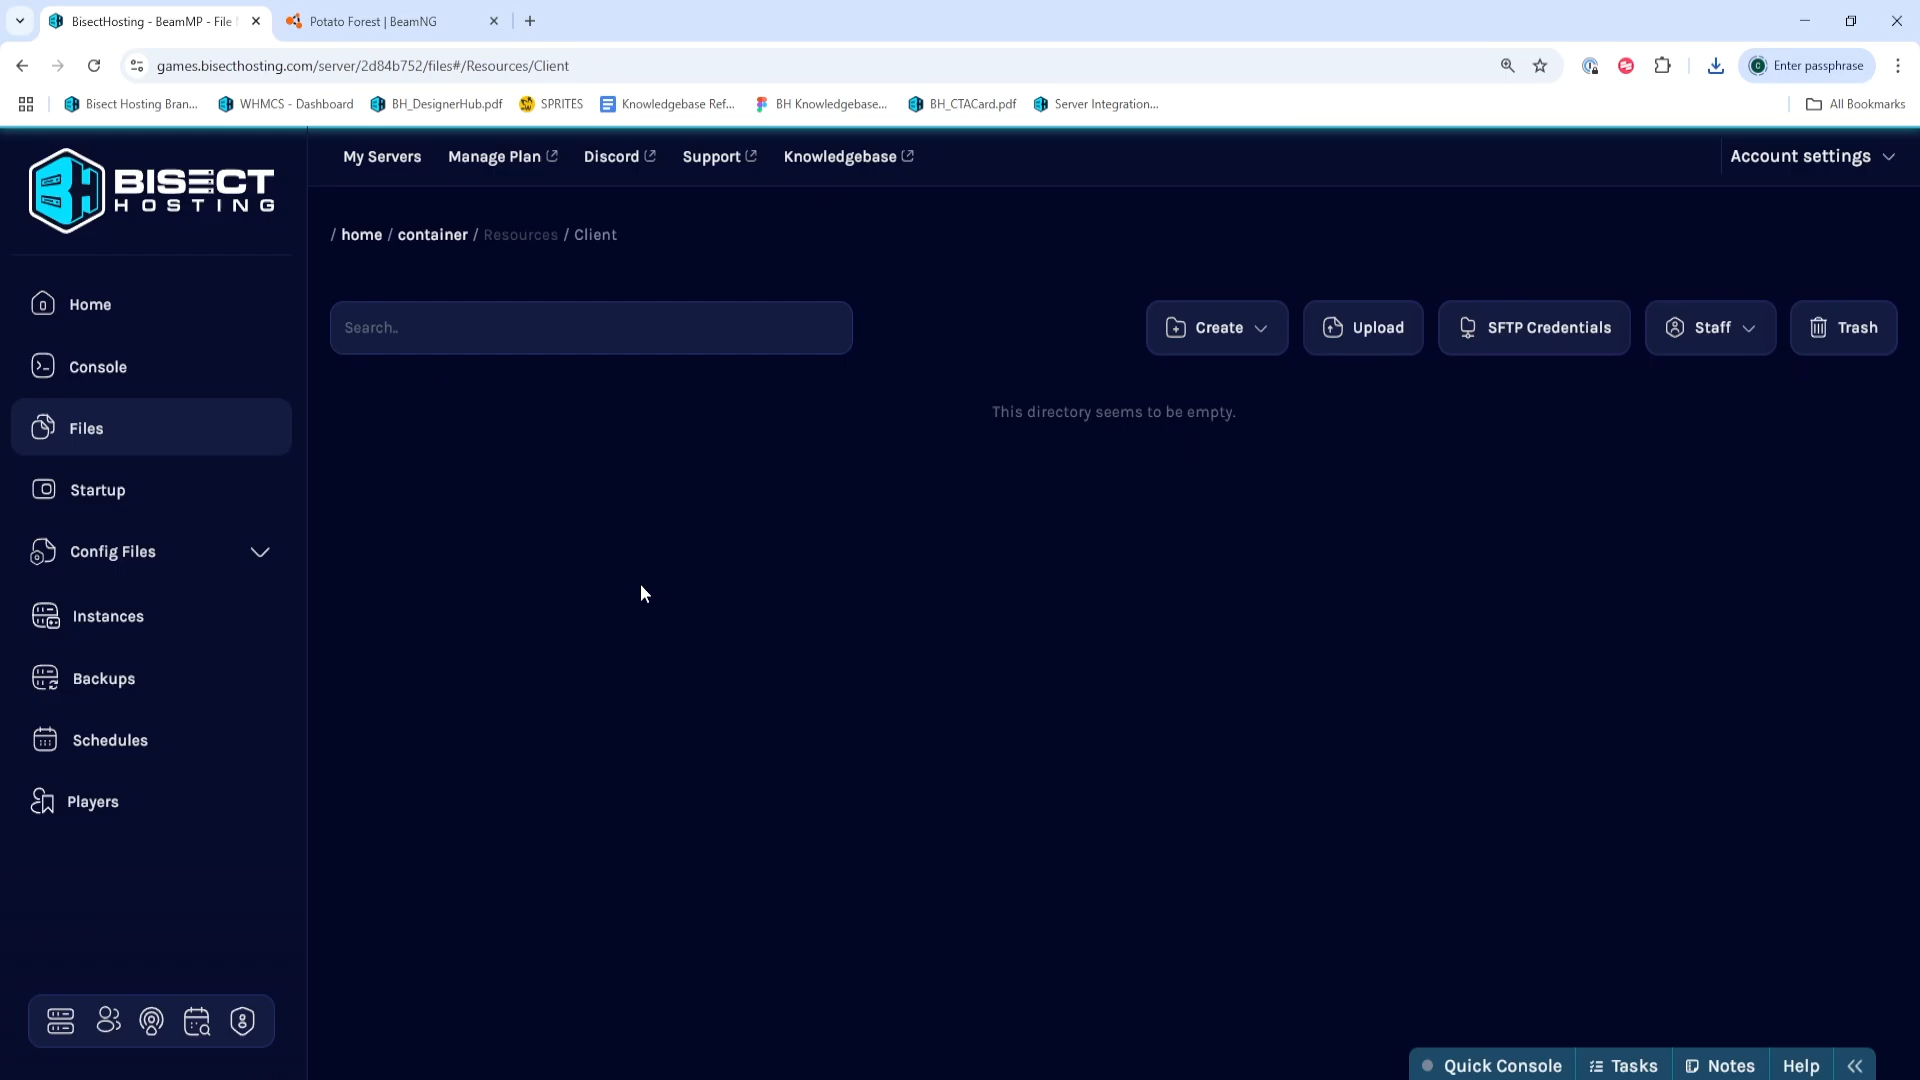 BisectHosting - BeamMP - File
Potato Forest | BeamNG
games.bisecthosting.com/server/2d84b752/files#/Resources/Client
Enter passphrase
Bisect Hosting Bran...
WHMCS - Dashboard
BH_DesignerHub.pdf
SPRITES
Knowledgebase Ref...
BH Knowledgebase...
BH_CTACard.pdf
Server Integration...
All Bookmarks
BISECT
HOSTING
My Servers
Manage Plan
Discord
Support
Knowledgebase
Account settings
/ home / container / Resources / Client
Search..
Create
Upload
SFTP Credentials
Staff
Trash
This directory seems to be empty.
Home
Console
Files
Startup
Config Files
Instances
Backups
Schedules
Players
Quick Console
Tasks
Notes
Help